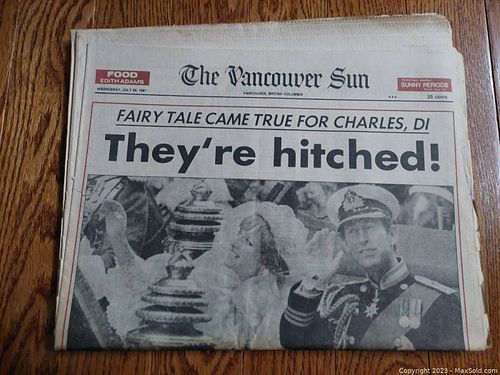 FOOD
EDITH ADAMS
WEDNESDAY, JULY 29, 1981
The Vancouver Sun
VANCOUVER, BRITISH COLUMBIA
SUNNY PERIODS
★★★
25 CENTS
FAIRY TALE CAME TRUE FOR CHARLES, DI
They're hitched!
Copyright 2023 - MaxSold.com